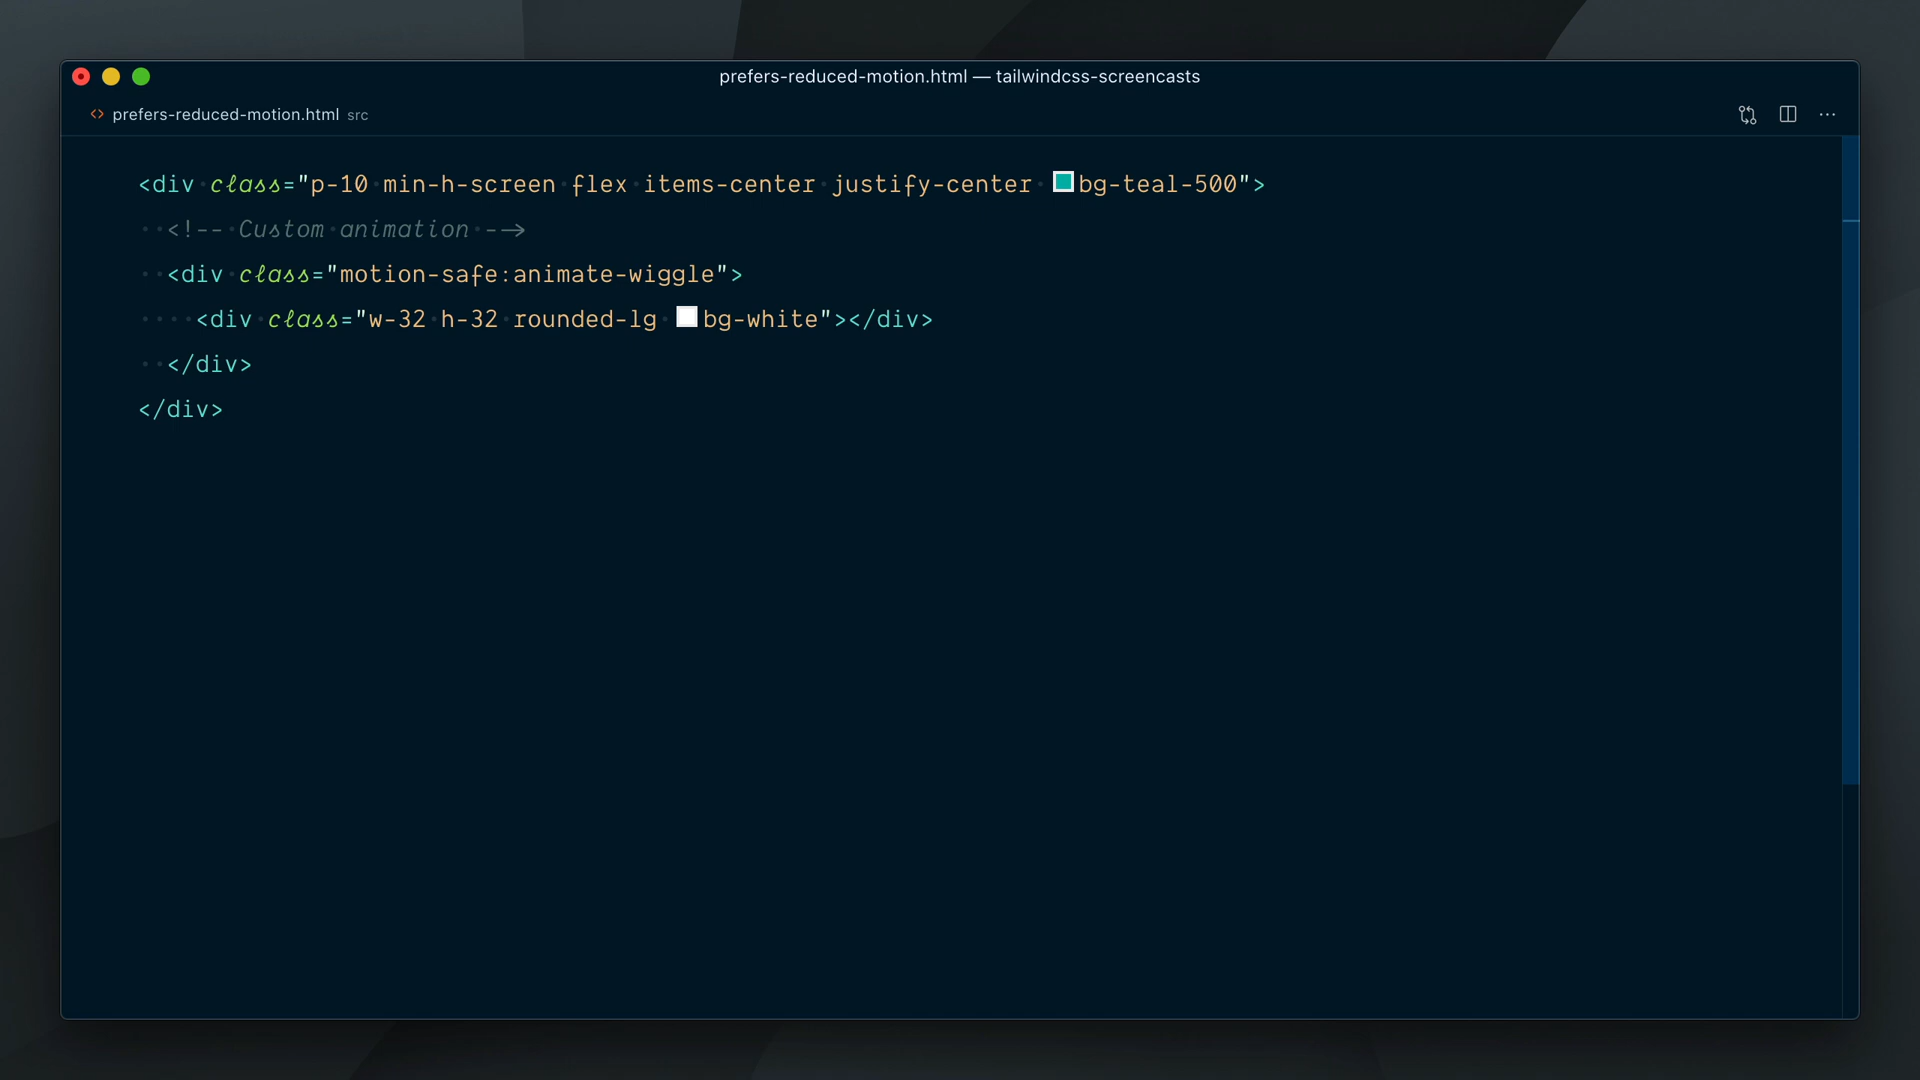 prefers-reduced-motion.html — tailwindcss-screencasts
<> prefers-reduced-motion.html src
<div class="p-10 min-h-screen flex items-center justify-center bg-teal-500">
<!-- Custom animation -->
<div class="motion-safe:animate-wiggle">
<div class="w-32 h-32 rounded-lg bg-white"></div>
</div>
</div>